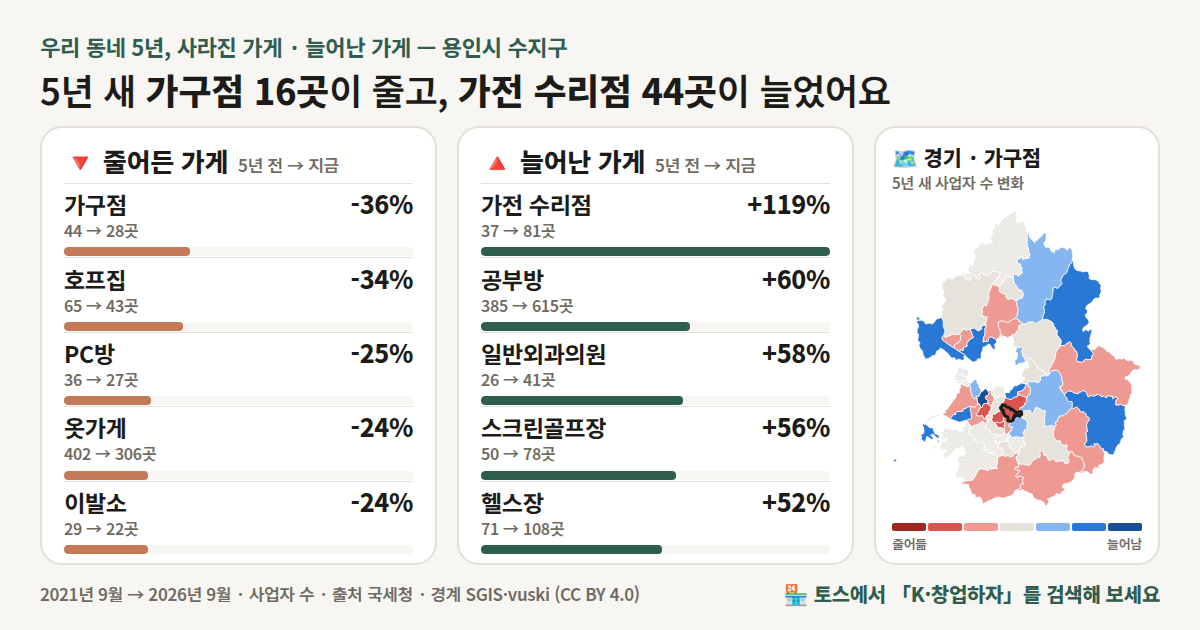 우리 동네 5년, 사라진 가게 · 늘어난 가게 — 용인시 수지구
5년 새 가구점 16곳이 줄고, 가전 수리점 44곳이 늘었어요
🔻 줄어든 가게 5년 전 → 지금
가구점 -36%
44 → 28곳
호프집 -34%
65 → 43곳
PC방 -25%
36 → 27곳
옷가게 -24%
402 → 306곳
이발소 -24%
29 → 22곳
🔺 늘어난 가게 5년 전 → 지금
가전 수리점 +119%
37 → 81곳
공부방 +60%
385 → 615곳
일반외과의원 +58%
26 → 41곳
스크린골프장 +56%
50 → 78곳
헬스장 +52%
71 → 108곳
🗺️ 경기 · 가구점
5년 새 사업자 수 변화
줄어듦 늘어남
2021년 9월 → 2026년 9월 · 사업자 수 · 출처 국세청 · 경계 SGIS·vuski (CC BY 4.0)
🏪 토스에서 「K·창업하자」를 검색해 보세요